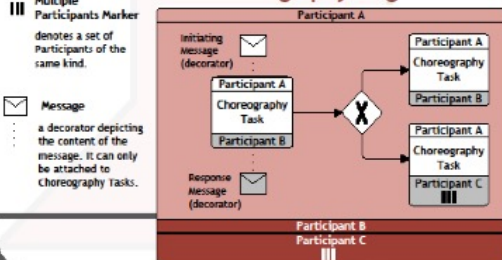 Multiple
Participants Marker
denotes a set of
Participants of the
same kind.
Message
a decorator depicting
the content of the
message. It can only
be attached to
Choreography Tasks.
Participant A
Initiating
Message
(decorator)
Participant A
Choreography
Task
Participant B
Response
Message
(decorator)
X
Participant A
Choreography
Task
Participant B
Participant A
Choreography
Task
Participant C
Participant B
Participant C